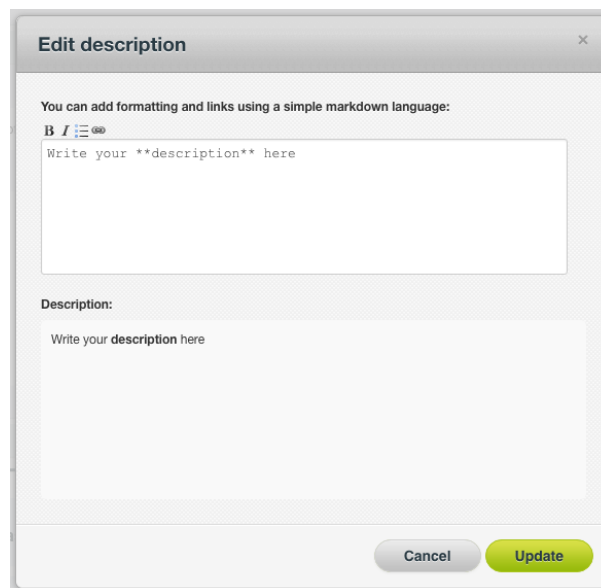 Edit description
×
You can add formatting and links using a simple markdown language:
B I
Write your **description** here
Description:
Write your description here
Cancel Update